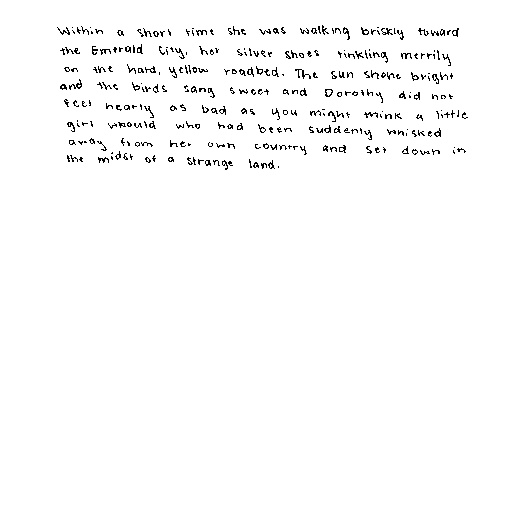 Within a short time she was walking briskly toward
the Emerald City, her silver shoes tinkling merrily
on the hard, yellow roadbed. The sun shone bright
and the birds sang sweet and Dorothy did not
feel nearly as bad as you might think a little
girl whould who had been suddenly whisked
away from her own country and set down in
the midst of a strange land.